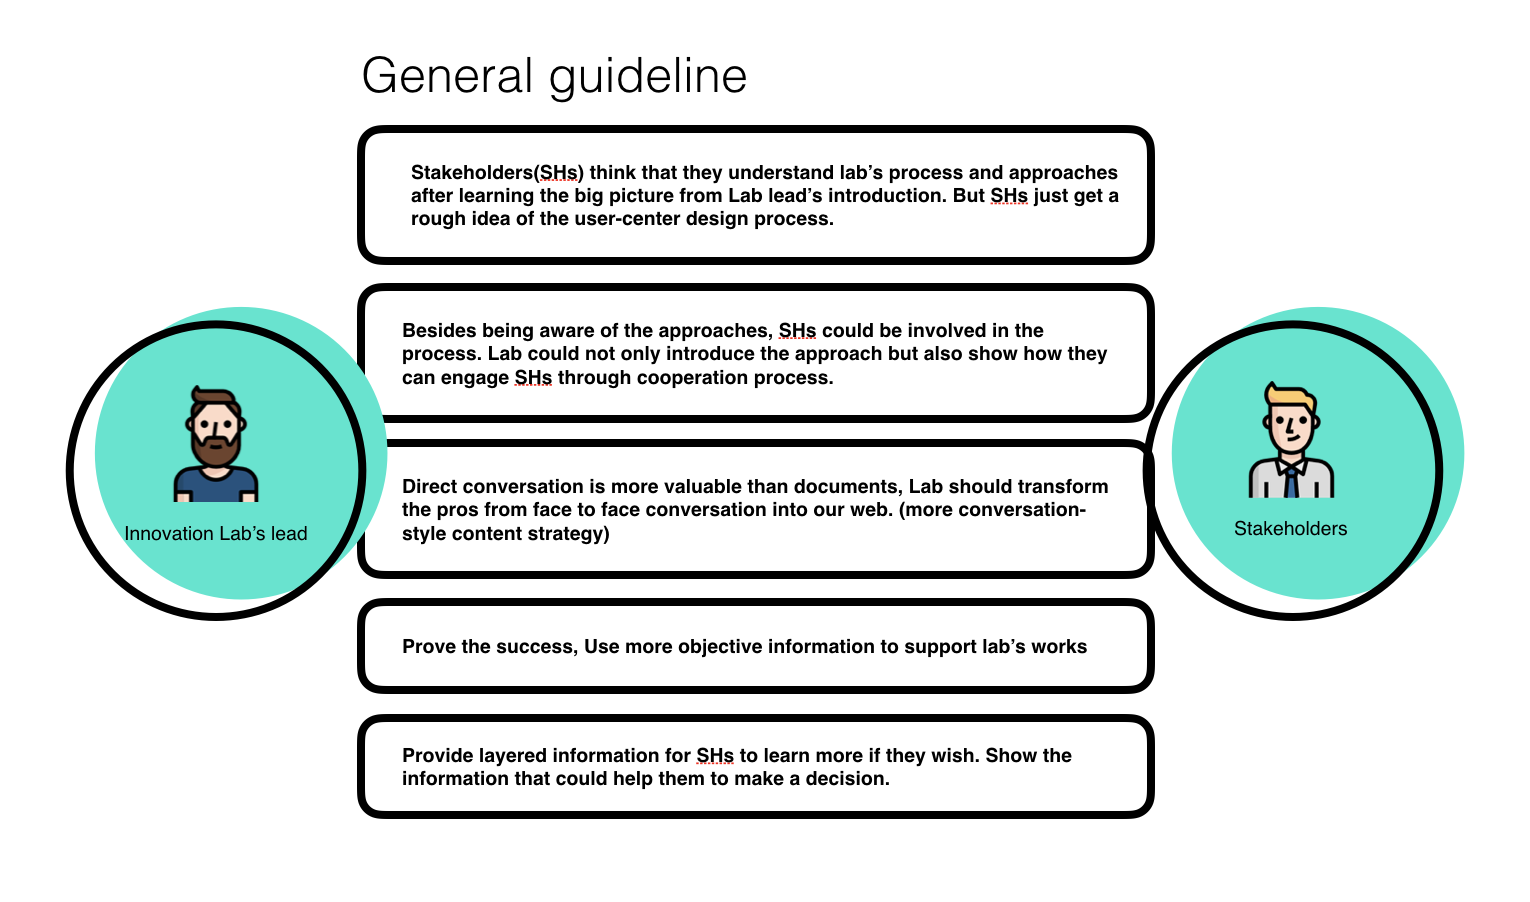 General guideline
Stakeholders(SHs) think that they understand lab’s process and approaches
after learning the big picture from Lab lead’s introduction. But SHs just get a
rough idea of the user-center design process.
Besides being aware of the approaches, SHs could be involved in the
process. Lab could not only introduce the approach but also show how they
can engage SHs through cooperation process.
Direct conversation is more valuable than documents, Lab should transform
the pros from face to face conversation into our web. (more conversation-
style content strategy)
Prove the success, Use more objective information to support lab’s works
Provide layered information for SHs to learn more if they wish. Show the
information that could help them to make a decision.
Innovation Lab’s lead
Stakeholders